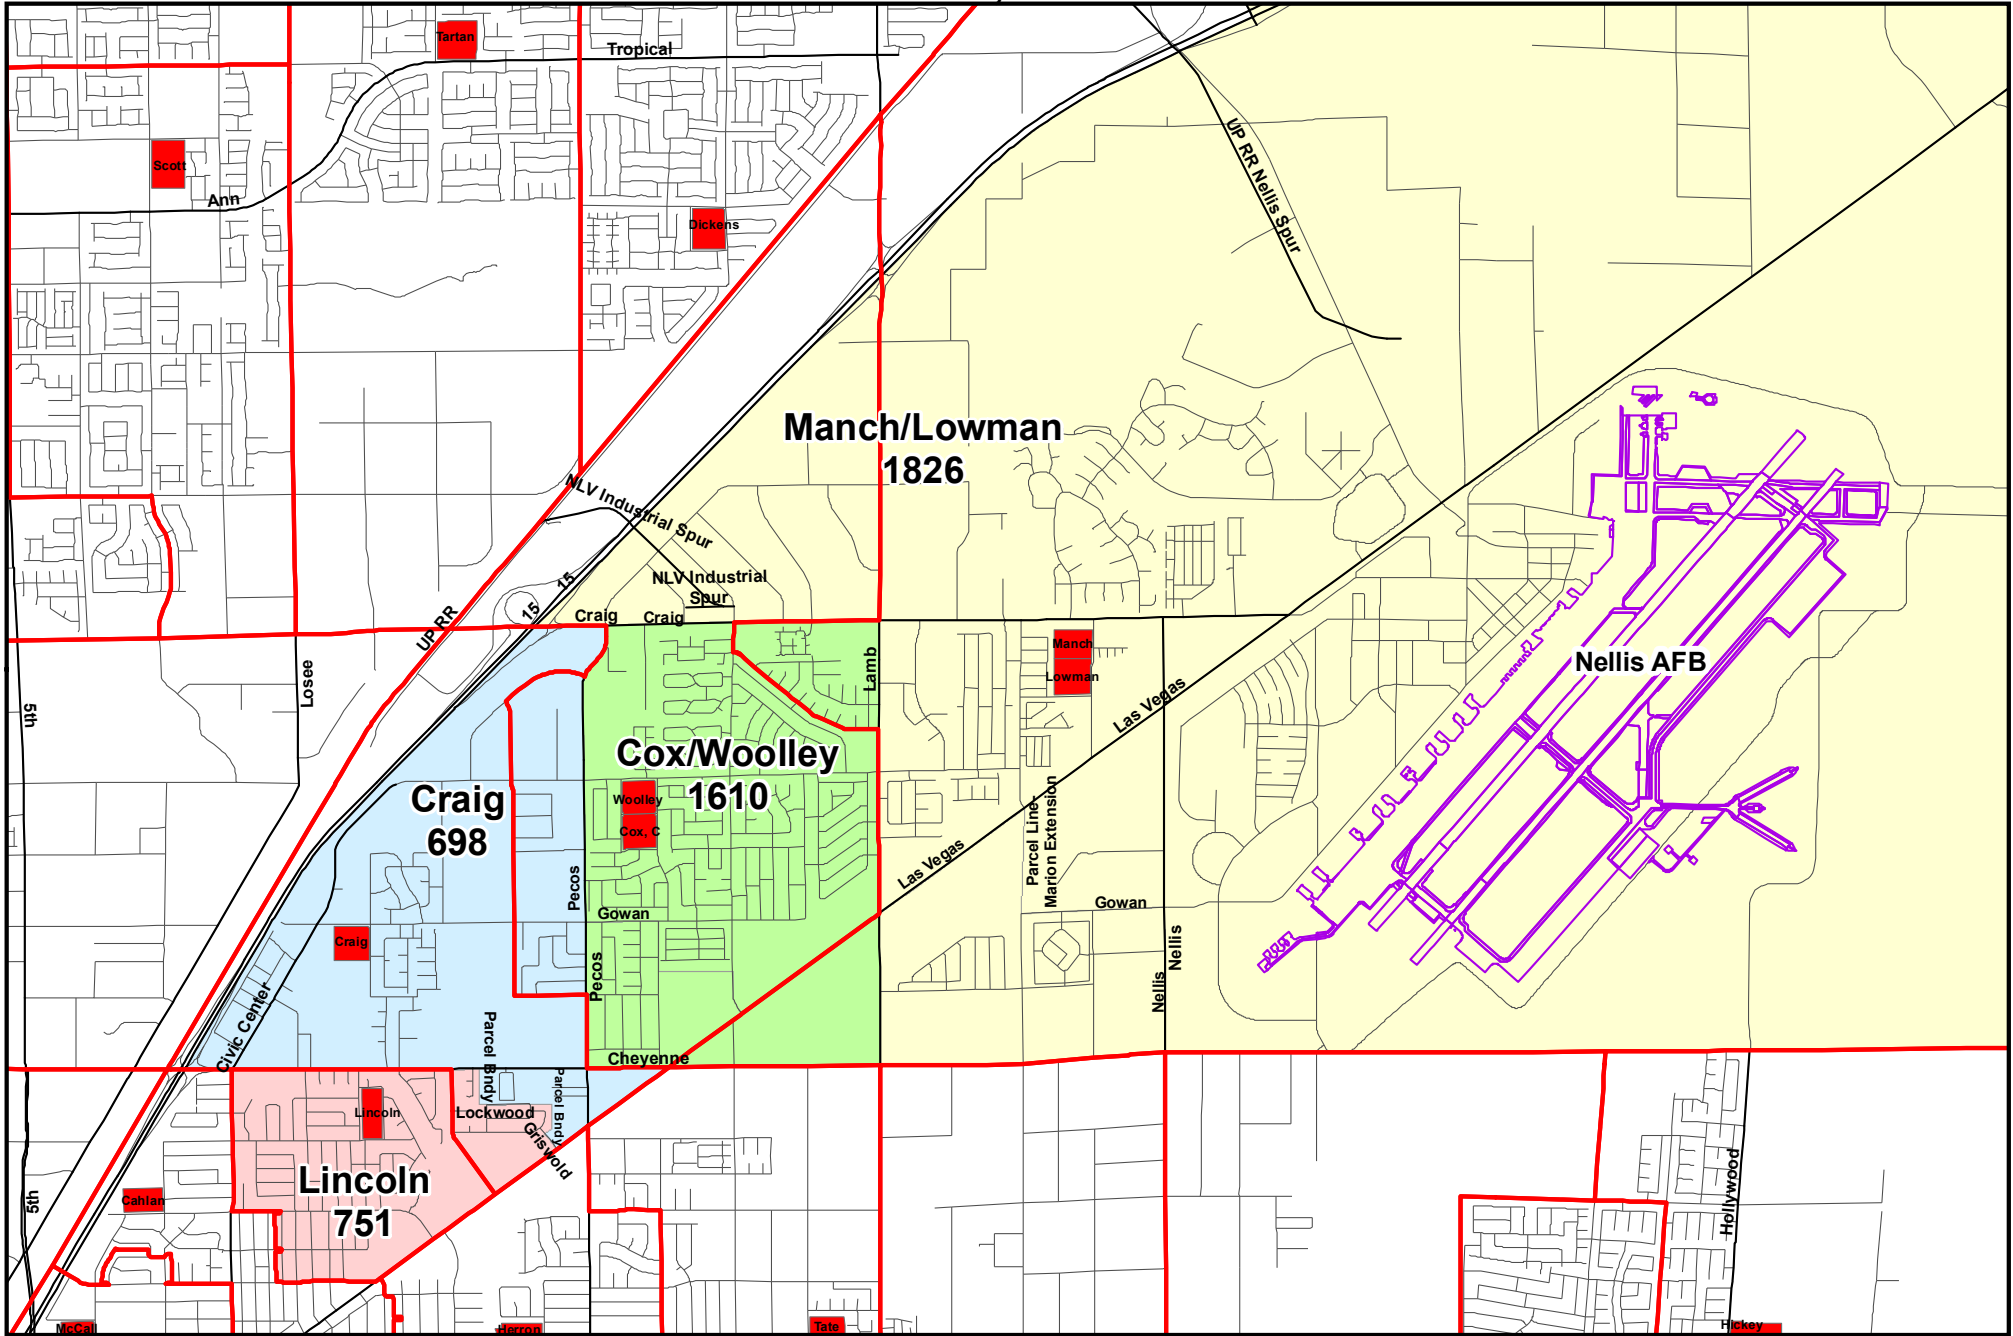 Tartan
Tropical
Scott
Ann
Dickens
UP RR Nellis Spur
Manch/Lowman
1826
NLV Industrial Spur
NLV Industrial
Spur
15
15
Craig
Craig
UP RR
Losee
Lamb
Manch
Lowman
Nellis AFB
5th
Las Vegas
Cox/Woolley
1610
Craig
698
Woolley
Cox, C
Parcel Line-
Marion Extension
Las Vegas
Pecos
Gowan
Gowan
Craig
Pecos
Nellis
Nellis
Civic Center
Parcel Bndy
Cheyenne
Parcel Bndy
Lincoln
Lockwood
Griswold
Lincoln
751
Cahlan
5th
Hollywood
McCall
Herron
Tate
Hickey